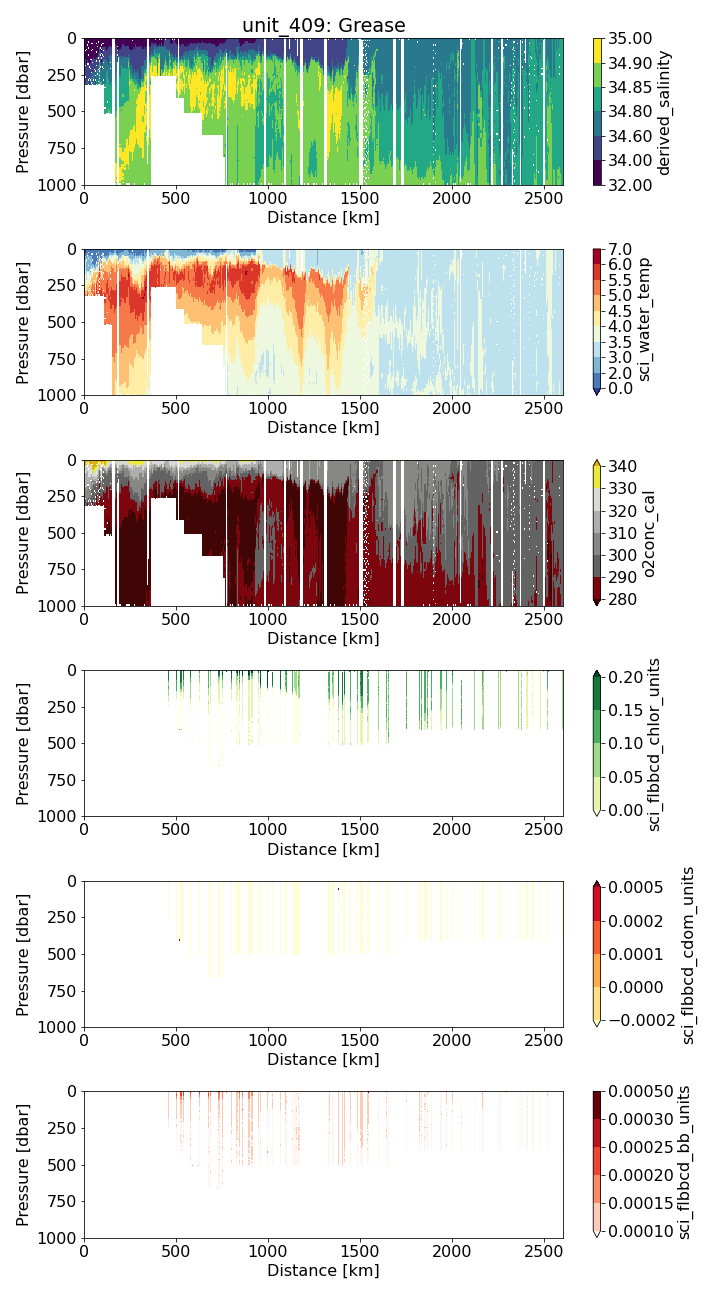 unit_409: Grease
0
250
500
750
1000
Pressure [dbar]
0 500 1000 1500 2000 2500
Distance [km]
35.00
34.90
34.85
34.80
34.60
34.00
32.00
derived_salinity
0
250
500
750
1000
Pressure [dbar]
0 500 1000 1500 2000 2500
Distance [km]
7.0
6.0
5.5
5.0
4.5
4.0
3.5
3.0
2.0
0.0
sci_water_temp
0
250
500
750
1000
Pressure [dbar]
0 500 1000 1500 2000 2500
Distance [km]
340
330
320
310
300
290
280
o2conc_cal
0
250
500
750
1000
Pressure [dbar]
0 500 1000 1500 2000 2500
Distance [km]
0.20
0.15
0.10
0.05
0.00
sci_flbbcd_chlor_units
0
250
500
750
1000
Pressure [dbar]
0 500 1000 1500 2000 2500
Distance [km]
0.0005
0.0002
0.0001
0.0000
−0.0002
sci_flbbcd_cdom_units
0
250
500
750
1000
Pressure [dbar]
0 500 1000 1500 2000 2500
Distance [km]
0.00050
0.00030
0.00025
0.00020
0.00015
0.00010
sci_flbbcd_bb_units